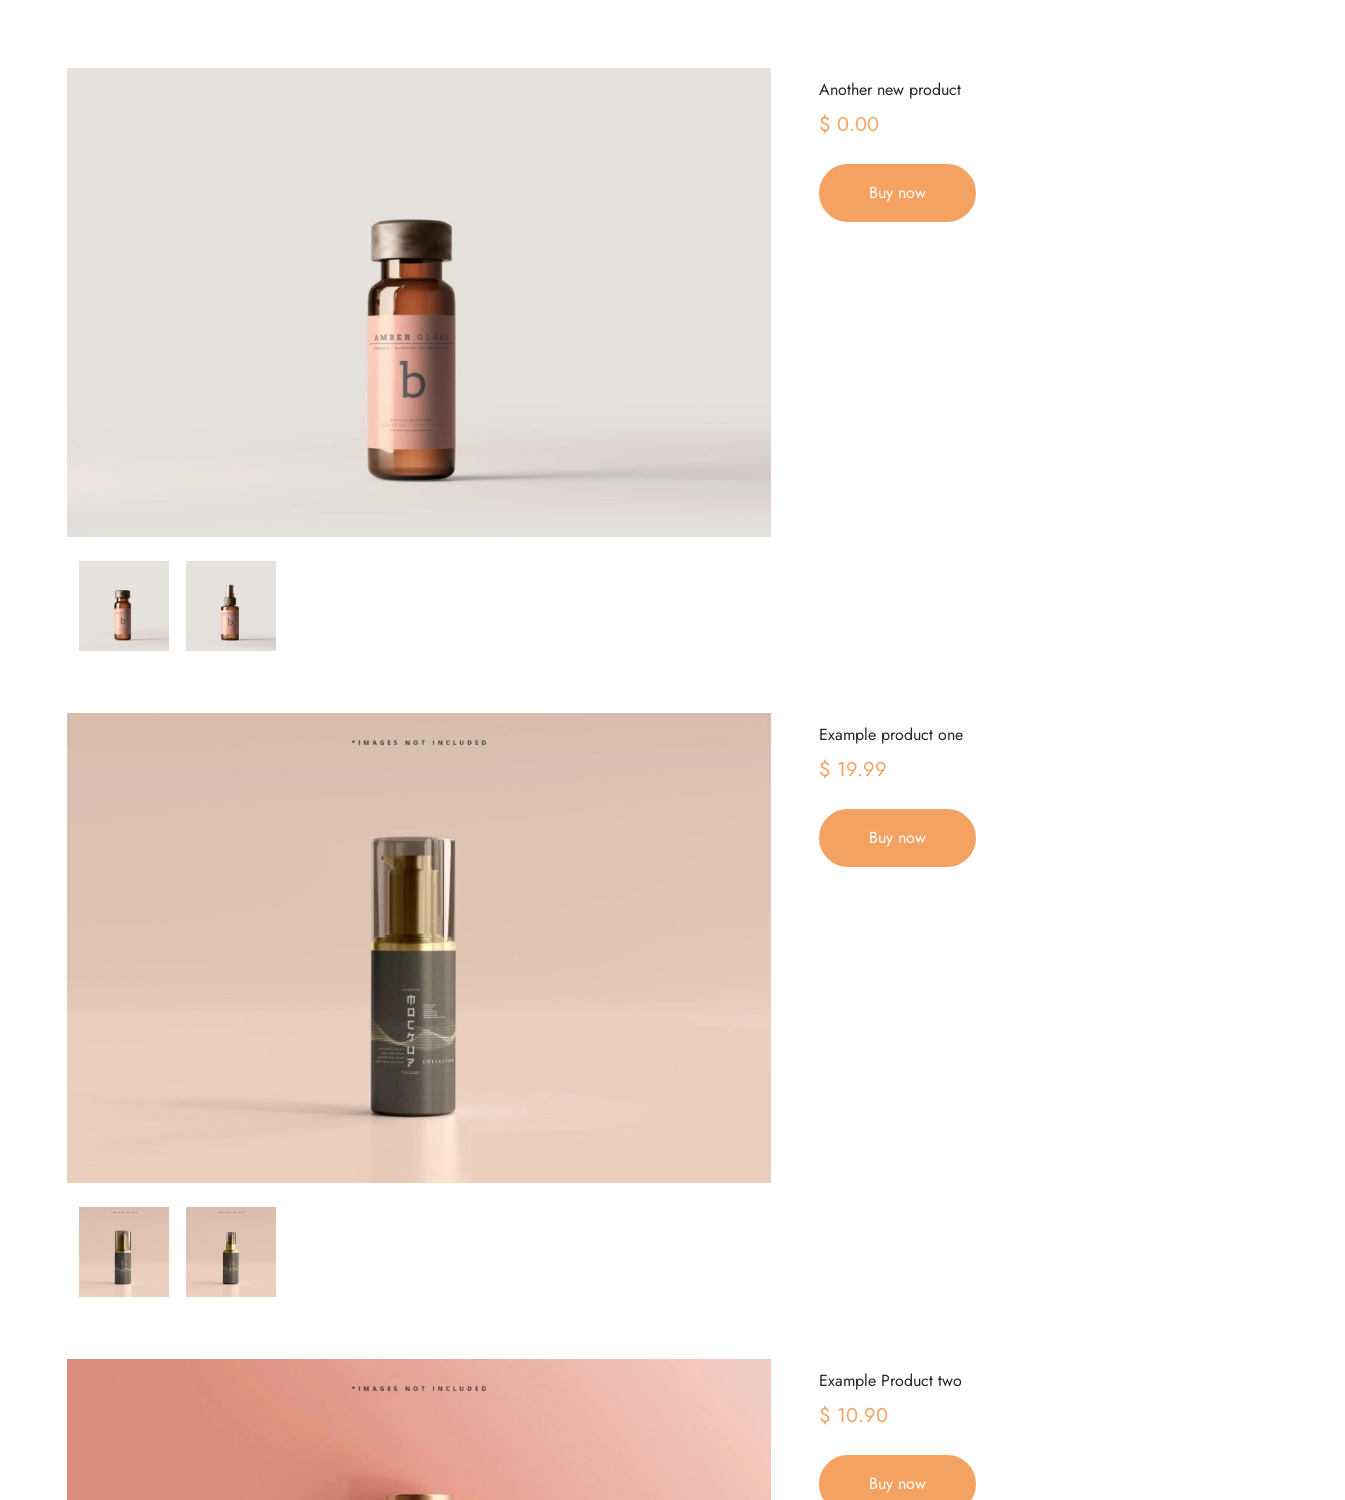 Another new product
$ 0.00
Buy now
AMBER GLASS
b
*IMAGES NOT INCLUDED
Example product one
$ 19.99
Buy now
MOCKUP
*IMAGES NOT INCLUDED
Example Product two
$ 10.90
Buy now